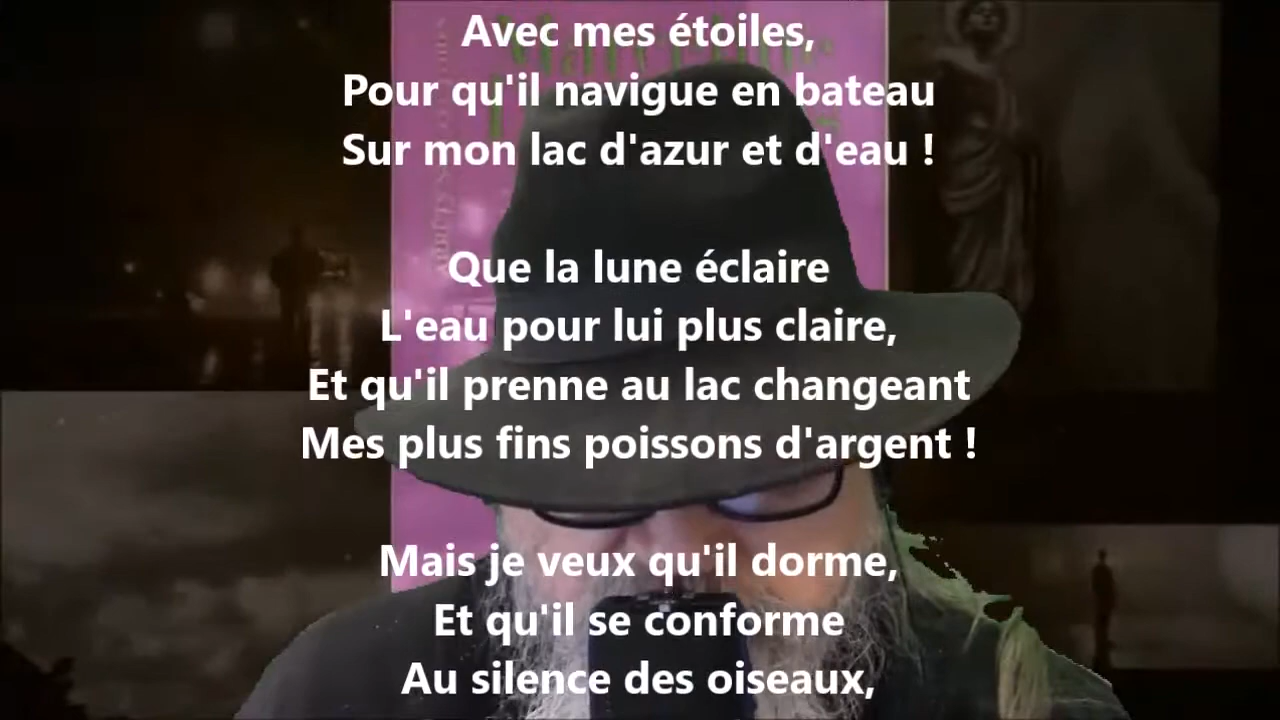 Avec mes étoiles,
Pour qu'il navigue en bateau
Sur mon lac d'azur et d'eau !
Que la lune éclaire
L'eau pour lui plus claire,
Et qu'il prenne au lac changeant
Mes plus fins poissons d'argent !
Mais je veux qu'il dorme,
Et qu'il se conforme
Au silence des oiseaux,